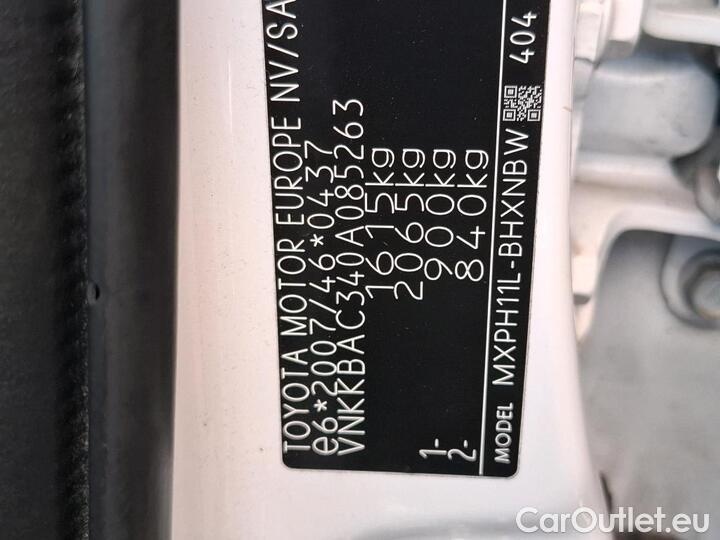 TOYOTA MOTOR EUROPE NV/SA
e6*2007/46*0437
VNKKBAC340A085263
1615kg
2065kg
1- 900kg
2- 840kg
MODEL MXPH11L-BHXNBW 404
CarOutlet.eu